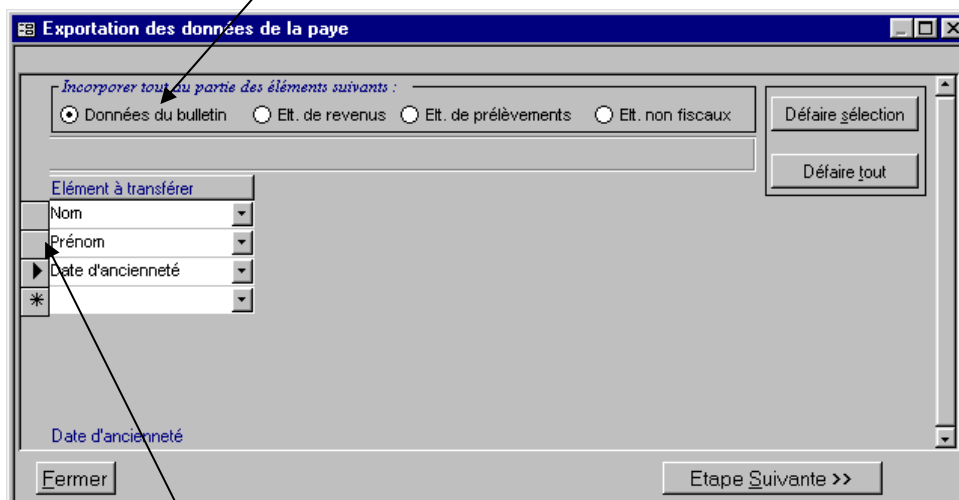 Exportation des données de la paye
Incorporer tout ou partie des éléments suivants :
Données du bulletin Elt. de revenus Elt. de prélèvements Elt. non fiscaux
Défaire sélection
Défaire tout
Elément à transférer
Nom
Prénom
Date d'ancienneté
Date d'ancienneté
Fermer Etape Suivante >>